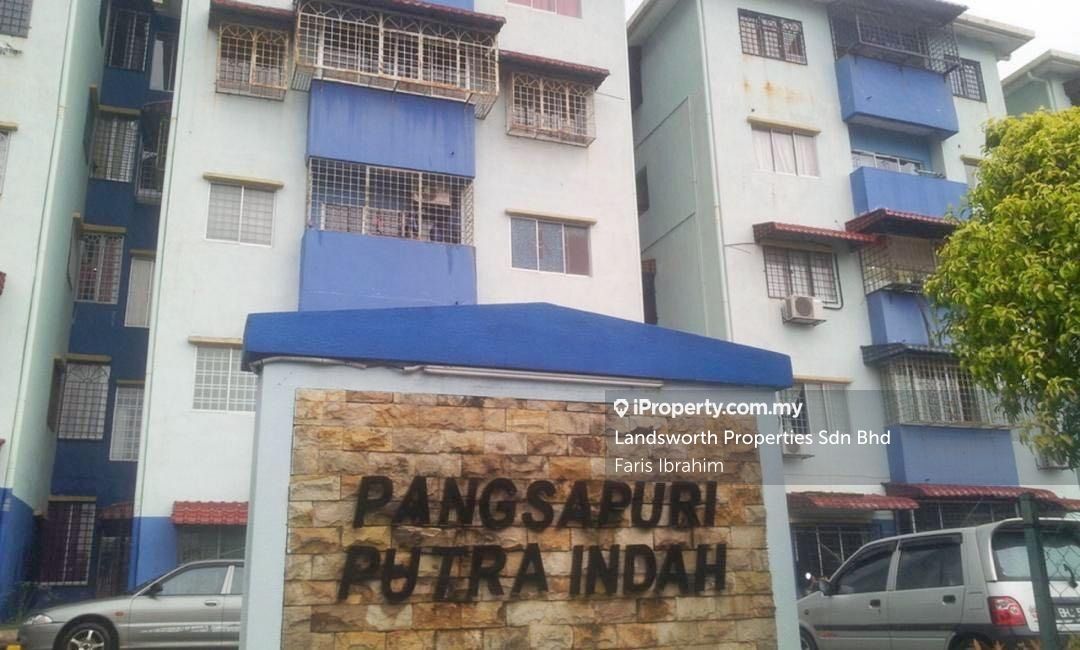 iProperty.com.my
Landsworth Properties Sdn Bhd
Faris Ibrahim
PANGSAPURI
PUTRA INDAH